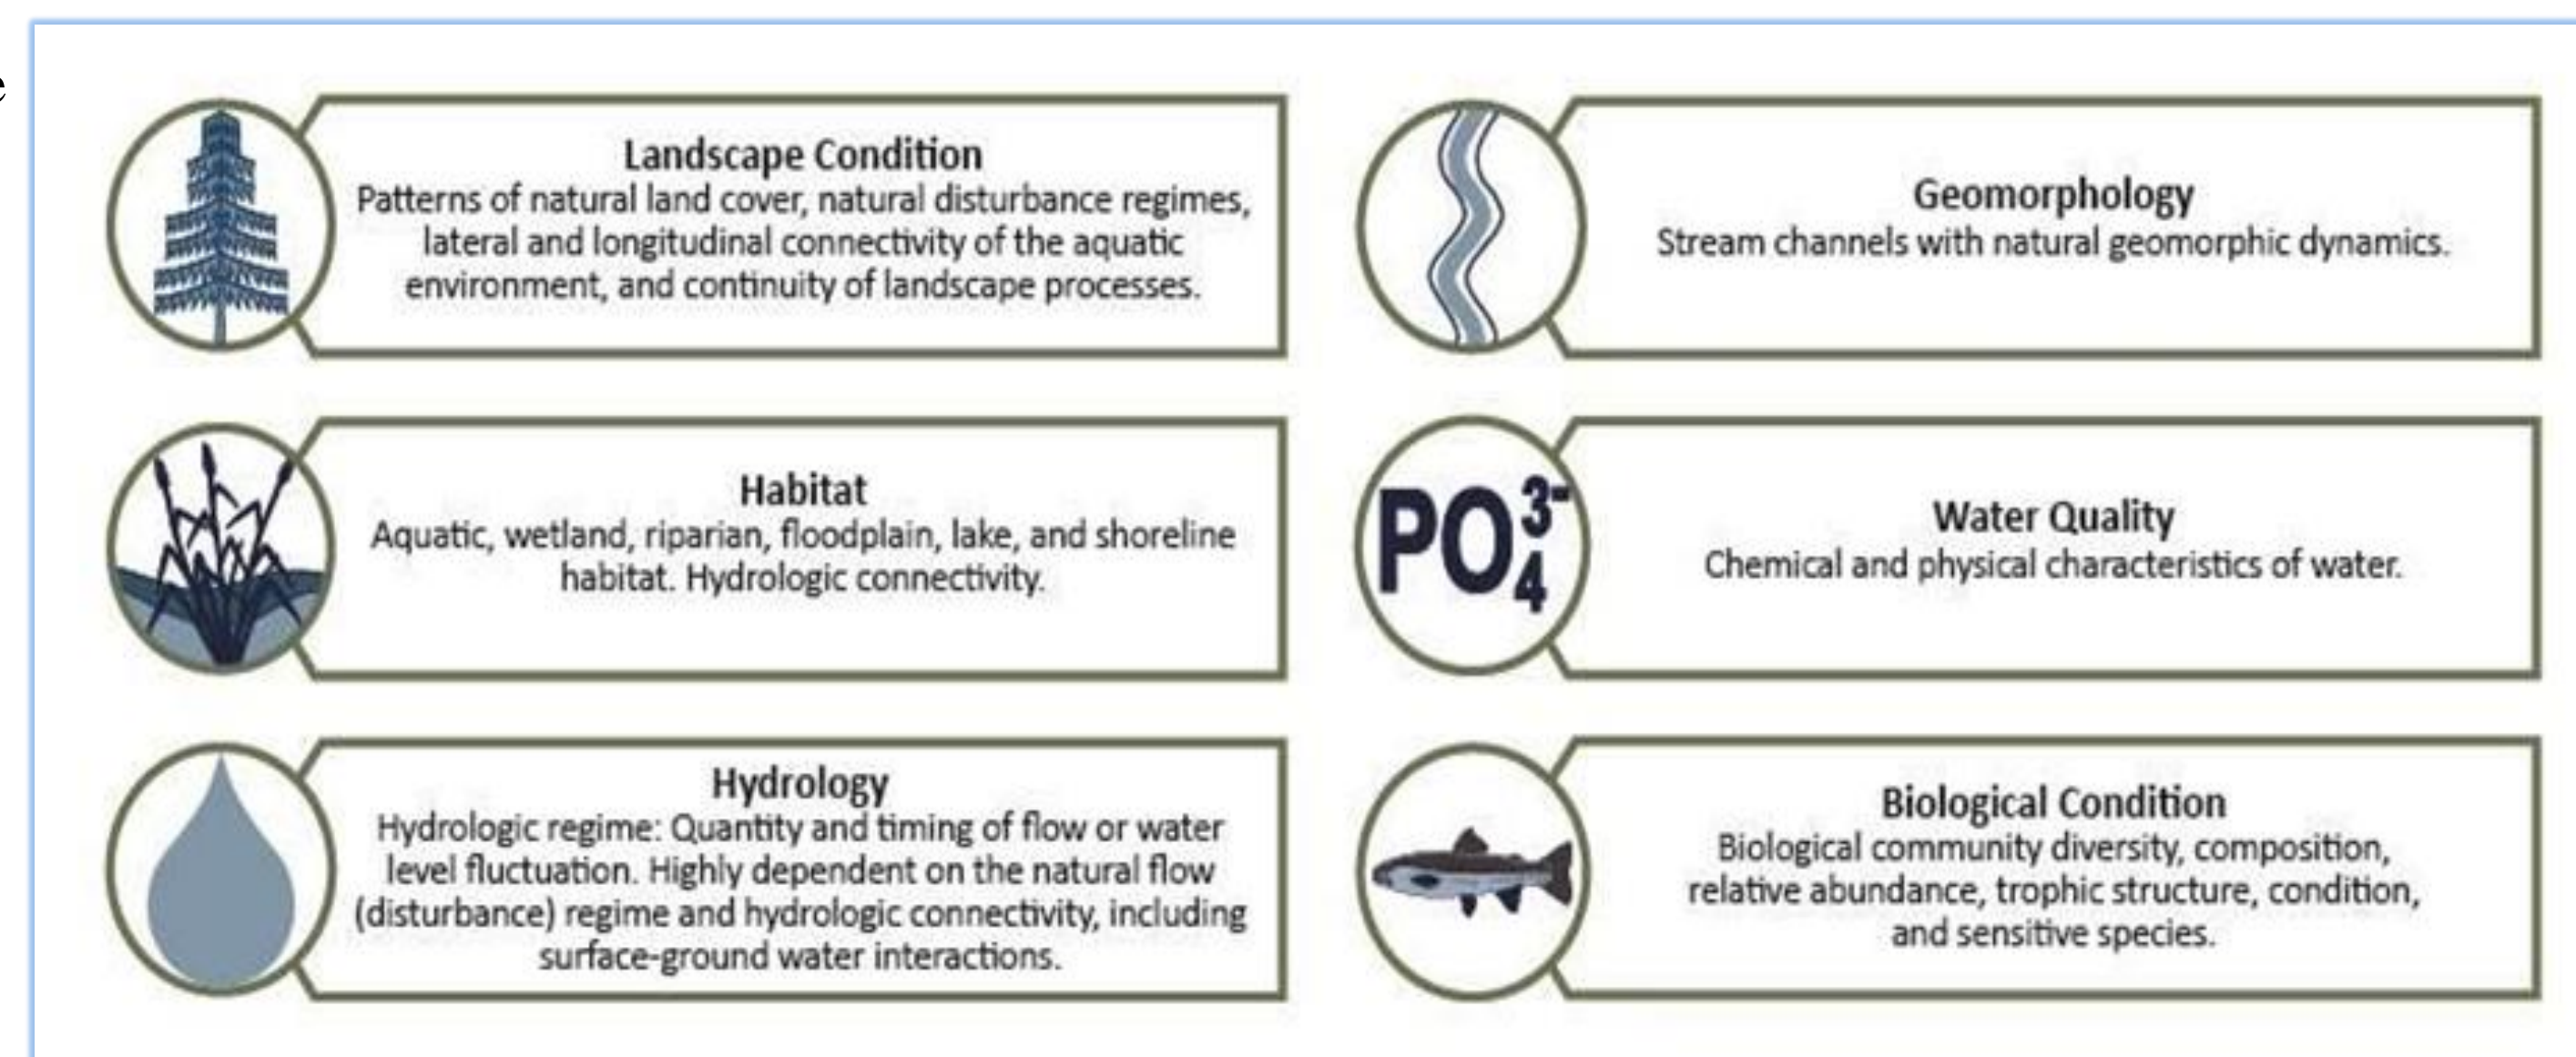 e
Landscape Condition
Patterns of natural land cover, natural disturbance regimes,
lateral and longitudinal connectivity of the aquatic
environment, and continuity of landscape processes.
Geomorphology
Stream channels with natural geomorphic dynamics.
Habitat
Aquatic, wetland, riparian, floodplain, lake, and shoreline
habitat. Hydrologic connectivity.
PO₄³⁻
Water Quality
Chemical and physical characteristics of water.
Hydrology
Hydrologic regime: Quantity and timing of flow or water
level fluctuation. Highly dependent on the natural flow
(disturbance) regime and hydrologic connectivity, including
surface-ground water interactions.
Biological Condition
Biological community diversity, composition,
relative abundance, trophic structure, condition,
and sensitive species.